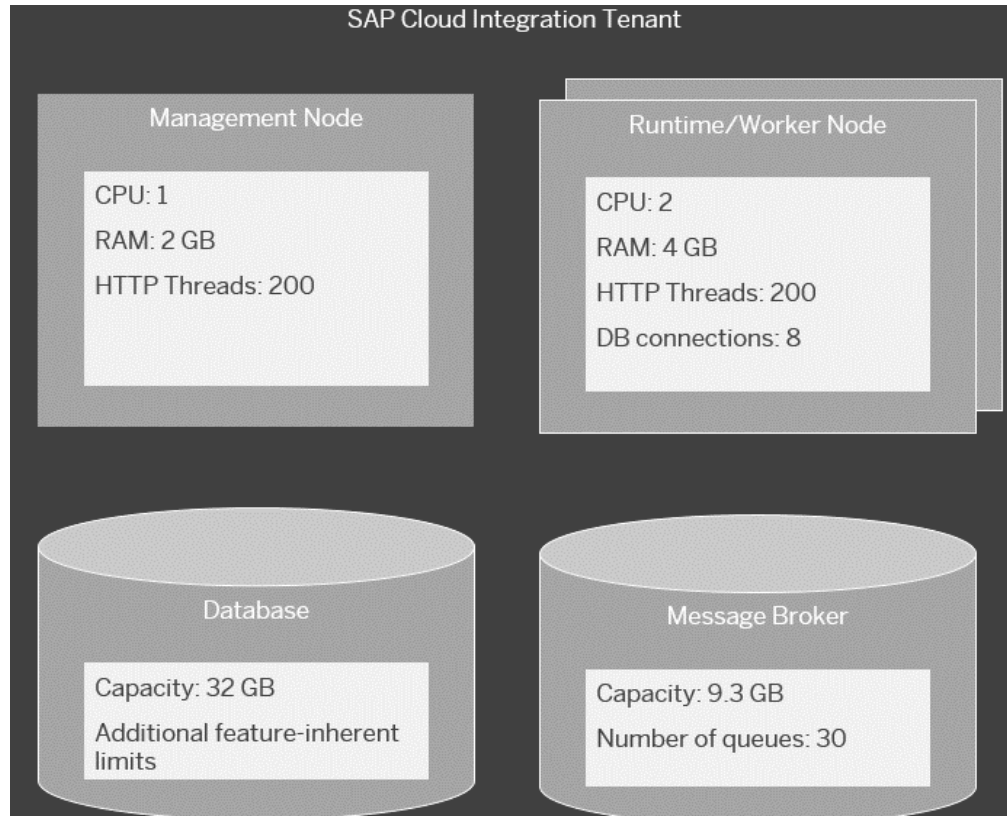 SAP Cloud Integration Tenant
Management Node
CPU: 1
RAM: 2 GB
HTTP Threads: 200
Runtime/Worker Node
CPU: 2
RAM: 4 GB
HTTP Threads: 200
DB connections: 8
Database
Capacity: 32 GB
Additional feature-inherent
limits
Message Broker
Capacity: 9.3 GB
Number of queues: 30